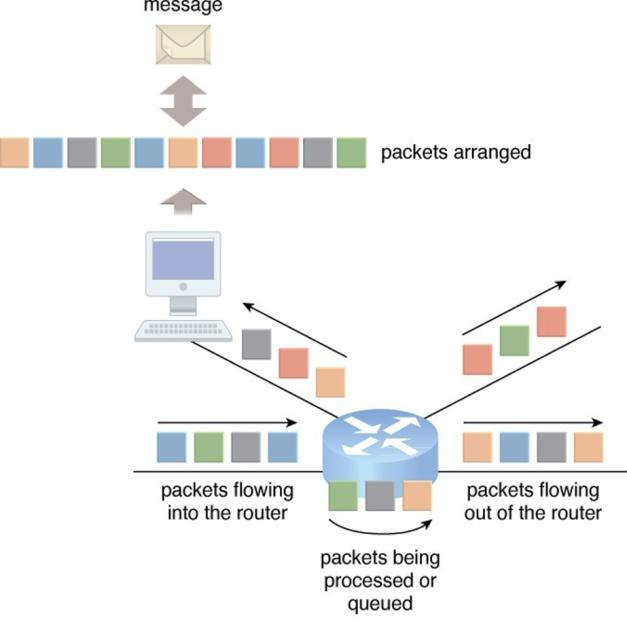 message
packets arranged
packets flowing
into the router
packets flowing
out of the router
packets being
processed or
queued